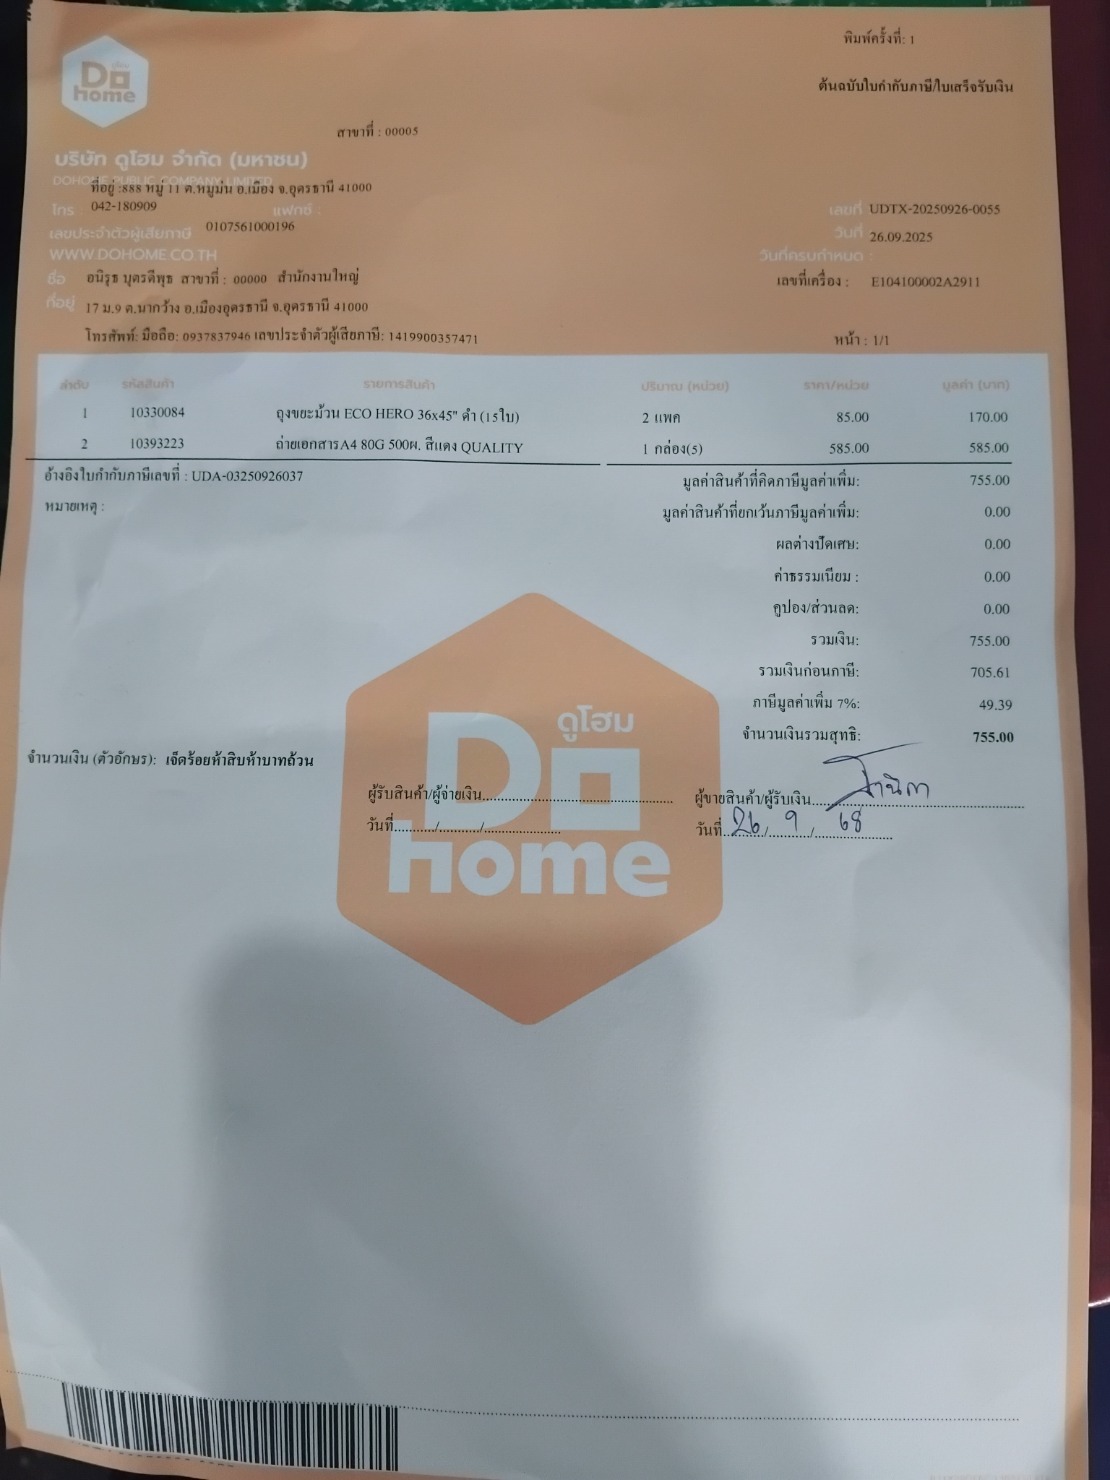 พิมพ์ครั้งที่: 1
ต้นฉบับใบกำกับภาษี/ใบเสร็จรับเงิน
ดูโฮม
Do
home
สาขาที่ : 00005
บริษัท ดูโฮม จำกัด (มหาชน)
DOHOME PUBLIC COMPANY LIMITED
ที่อยู่ :888 หมู่ 11 ต.หมูม่น อ.เมือง จ.อุดรธานี 41000
โทร : 042-180909 แฟกซ์ :
เลขประจำตัวผู้เสียภาษี 0107561000196
WWW.DOHOME.CO.TH
เลขที่ UDTX-20250926-0055
วันที่ 26.09.2025
วันที่ครบกำหนด :
เลขที่เครื่อง : E104100002A2911
ชื่อ อนิรุธ บุตรดีพุธ สาขาที่ : 00000 สำนักงานใหญ่
ที่อยู่ 17 ม.9 ต.นากว้าง อ.เมืองอุดรธานี จ.อุดรธานี 41000
โทรศัพท์: มือถือ: 0937837946 เลขประจำตัวผู้เสียภาษี: 1419900357471
หน้า : 1/1
ลำดับ รหัสสินค้า รายการสินค้า ปริมาณ (หน่วย) ราคา/หน่วย มูลค่า (บาท)
1 10330084 ถุงขยะม้วน ECO HERO 36x45" ดำ (15ใบ) 2 แพค 85.00 170.00
2 10393223 ถ่ายเอกสารA4 80G 500ผ. สีแดง QUALITY 1 กล่อง(5) 585.00 585.00
อ้างอิงใบกำกับภาษีเลขที่ : UDA-03250926037
หมายเหตุ :
มูลค่าสินค้าที่คิดภาษีมูลค่าเพิ่ม: 755.00
มูลค่าสินค้าที่ยกเว้นภาษีมูลค่าเพิ่ม: 0.00
ผลต่างปัดเศษ: 0.00
ค่าธรรมเนียม : 0.00
คูปอง/ส่วนลด: 0.00
รวมเงิน: 755.00
รวมเงินก่อนภาษี: 705.61
ภาษีมูลค่าเพิ่ม 7%: 49.39
จำนวนเงินรวมสุทธิ: 755.00
จำนวนเงิน (ตัวอักษร): เจ็ดร้อยห้าสิบห้าบาทถ้วน
ดูโฮม
Do
home
ผู้รับสินค้า/ผู้จ่ายเงิน........................................
วันที่.........../.........../....................
ผู้ขายสินค้า/ผู้รับเงิน........................................
วันที่ 26 / 9 / 68